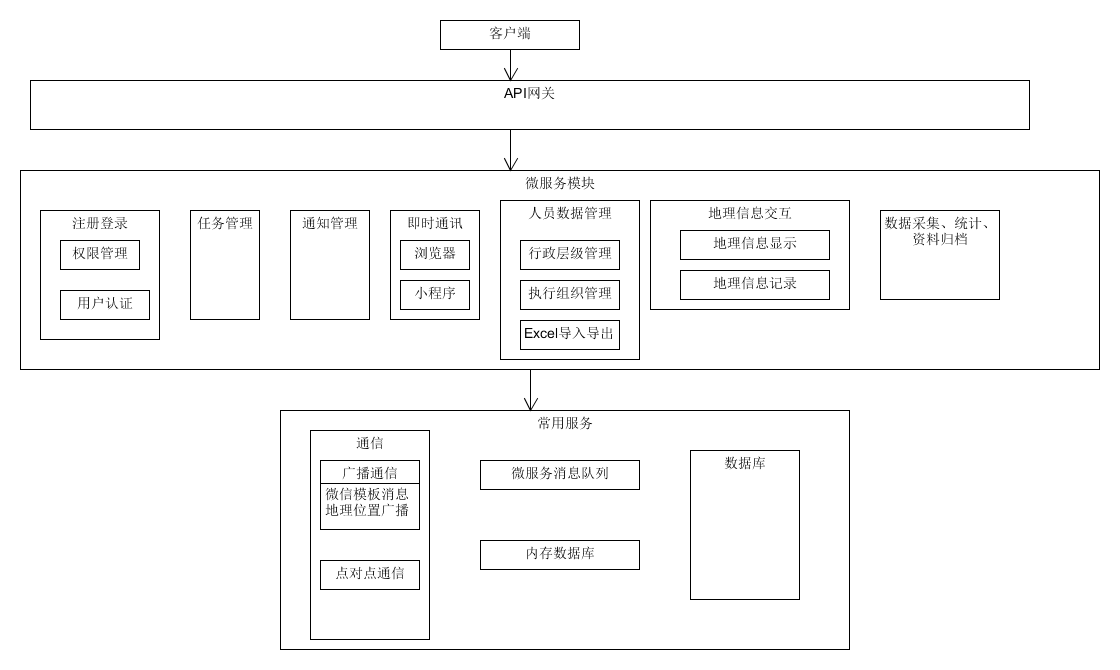 客户端
API网关
微服务模块
注册登录
权限管理
用户认证
任务管理
通知管理
即时通讯
浏览器
小程序
人员数据管理
行政层级管理
执行组织管理
Excel导入导出
地理信息交互
地理信息显示
地理信息记录
数据采集、统计、
资料归档
常用服务
通信
广播通信
微信模板消息
地理位置广播
点对点通信
微服务消息队列
内存数据库
数据库